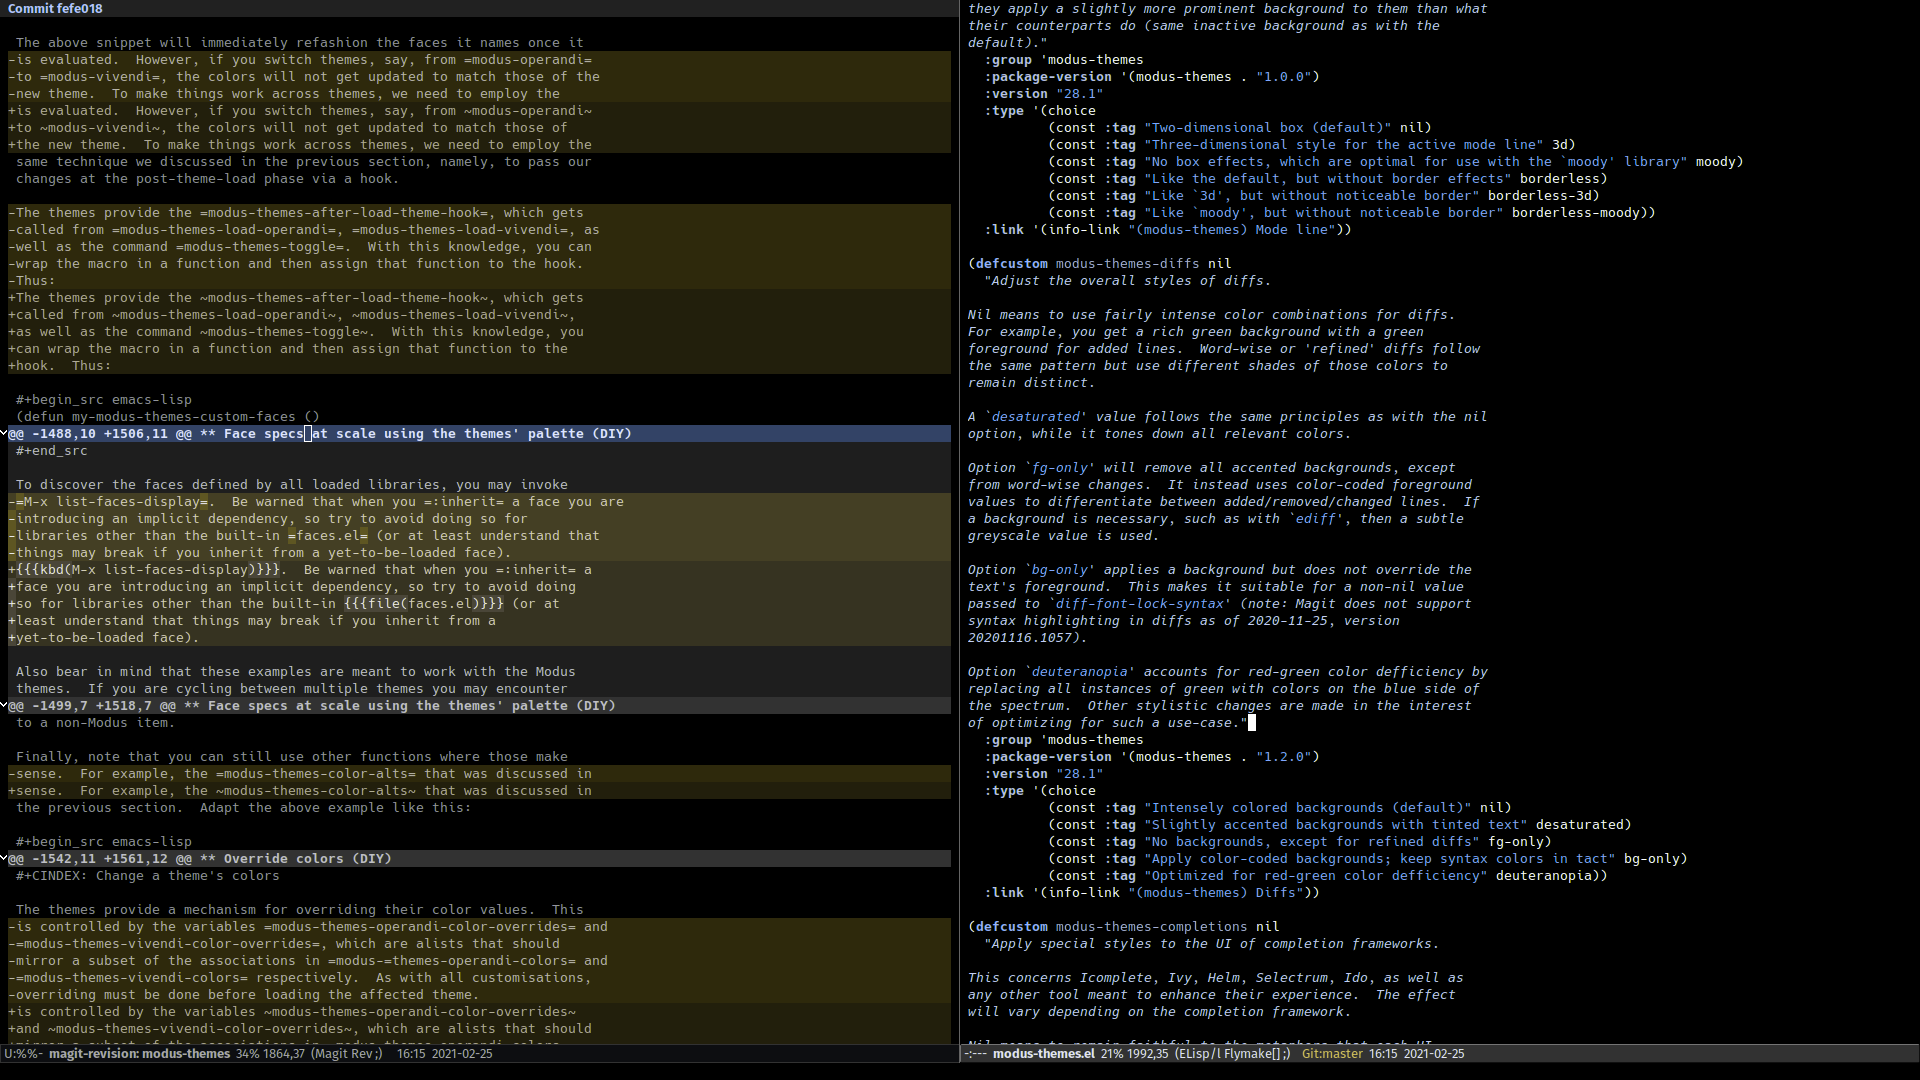 Commit fefe018
The above snippet will immediately refashion the faces it names once it
-is evaluated.  However, if you switch themes, say, from =modus-operandi=
-to =modus-vivendi=, the colors will not get updated to match those of the
-new theme.  To make things work across themes, we need to employ the
+is evaluated.  However, if you switch themes, say, from ~modus-operandi~
+to ~modus-vivendi~, the colors will not get updated to match those of
+the new theme.  To make things work across themes, we need to employ the
same technique we discussed in the previous section, namely, to pass our
changes at the post-theme-load phase via a hook.
-The themes provide the =modus-themes-after-load-theme-hook=, which gets
-called from =modus-themes-load-operandi=, =modus-themes-load-vivendi=, as
-well as the command =modus-themes-toggle=.  With this knowledge, you can
-wrap the macro in a function and then assign that function to the hook.
-Thus:
+The themes provide the ~modus-themes-after-load-theme-hook~, which gets
+called from ~modus-themes-load-operandi~, ~modus-themes-load-vivendi~,
+as well as the command ~modus-themes-toggle~.  With this knowledge, you
+can wrap the macro in a function and then assign that function to the
+hook.  Thus:
#+begin_src emacs-lisp
(defun my-modus-themes-custom-faces ()
@@ -1488,10 +1506,11 @@ ** Face specs at scale using the themes' palette (DIY)
#+end_src
To discover the faces defined by all loaded libraries, you may invoke
-=M-x list-faces-display=.  Be warned that when you =:inherit= a face you are
-introducing an implicit dependency, so try to avoid doing so for
-libraries other than the built-in =faces.el= (or at least understand that
-things may break if you inherit from a yet-to-be-loaded face).
+{{{kbd(M-x list-faces-display)}}}.  Be warned that when you =:inherit= a
+face you are introducing an implicit dependency, so try to avoid doing
+so for libraries other than the built-in {{{file(faces.el)}}} (or at
+least understand that things may break if you inherit from a
+yet-to-be-loaded face).
Also bear in mind that these examples are meant to work with the Modus
themes.  If you are cycling between multiple themes you may encounter
@@ -1499,7 +1518,7 @@ ** Face specs at scale using the themes' palette (DIY)
to a non-Modus item.
Finally, note that you can still use other functions where those make
-sense.  For example, the =modus-themes-color-alts= that was discussed in
+sense.  For example, the ~modus-themes-color-alts~ that was discussed in
the previous section.  Adapt the above example like this:
#+begin_src emacs-lisp
@@ -1542,11 +1561,12 @@ ** Override colors (DIY)
#+CINDEX: Change a theme's colors
The themes provide a mechanism for overriding their color values.  This
-is controlled by the variables =modus-themes-operandi-color-overrides= and
-=modus-themes-vivendi-color-overrides=, which are alists that should
-mirror a subset of the associations in =modus-=themes-operandi-colors= and
-=modus-themes-vivendi-colors= respectively.  As with all customisations,
-overriding must be done before loading the affected theme.
+is controlled by the variables ~modus-themes-operandi-color-overrides~
+and ~modus-themes-vivendi-color-overrides~, which are alists that should
U:%%- magit-revision: modus-themes 34% 1864,37 (Magit Rev ;) 16:15 2021-02-25
they apply a slightly more prominent background to them than what
their counterparts do (same inactive background as with the
default)."
:group 'modus-themes
:package-version '(modus-themes . "1.0.0")
:version "28.1"
:type '(choice
(const :tag "Two-dimensional box (default)" nil)
(const :tag "Three-dimensional style for the active mode line" 3d)
(const :tag "No box effects, which are optimal for use with the `moody' library" moody)
(const :tag "Like the default, but without border effects" borderless)
(const :tag "Like `3d', but without noticeable border" borderless-3d)
(const :tag "Like `moody', but without noticeable border" borderless-moody))
:link '(info-link "(modus-themes) Mode line"))
(defcustom modus-themes-diffs nil
"Adjust the overall styles of diffs.
Nil means to use fairly intense color combinations for diffs.
For example, you get a rich green background with a green
foreground for added lines.  Word-wise or 'refined' diffs follow
the same pattern but use different shades of those colors to
remain distinct.
A `desaturated' value follows the same principles as with the nil
option, while it tones down all relevant colors.
Option `fg-only' will remove all accented backgrounds, except
from word-wise changes.  It instead uses color-coded foreground
values to differentiate between added/removed/changed lines.  If
a background is necessary, such as with `ediff', then a subtle
greyscale value is used.
Option `bg-only' applies a background but does not override the
text's foreground.  This makes it suitable for a non-nil value
passed to `diff-font-lock-syntax' (note: Magit does not support
syntax highlighting in diffs as of 2020-11-25, version
20201116.1057).
Option `deuteranopia' accounts for red-green color defficiency by
replacing all instances of green with colors on the blue side of
the spectrum.  Other stylistic changes are made in the interest
of optimizing for such a use-case."
:group 'modus-themes
:package-version '(modus-themes . "1.2.0")
:version "28.1"
:type '(choice
(const :tag "Intensely colored backgrounds (default)" nil)
(const :tag "Slightly accented backgrounds with tinted text" desaturated)
(const :tag "No backgrounds, except for refined diffs" fg-only)
(const :tag "Apply color-coded backgrounds; keep syntax colors in tact" bg-only)
(const :tag "Optimized for red-green color defficiency" deuteranopia))
:link '(info-link "(modus-themes) Diffs"))
(defcustom modus-themes-completions nil
"Apply special styles to the UI of completion frameworks.
This concerns Icomplete, Ivy, Helm, Selectrum, Ido, as well as
any other tool meant to enhance their experience.  The effect
will vary depending on the completion framework.
-:--- modus-themes.el 21% 1992,35 (ELisp/l Flymake[] ;) Git:master 16:15 2021-02-25